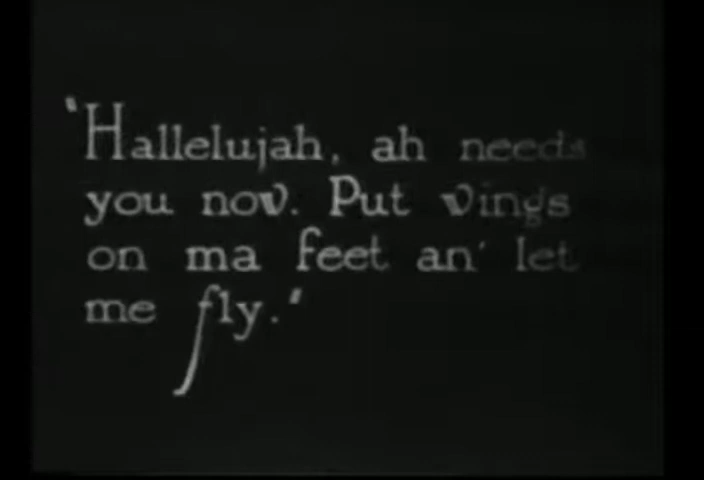 "Hallelujah, ah needs
you now. Put wings
on ma feet an' let
me fly."